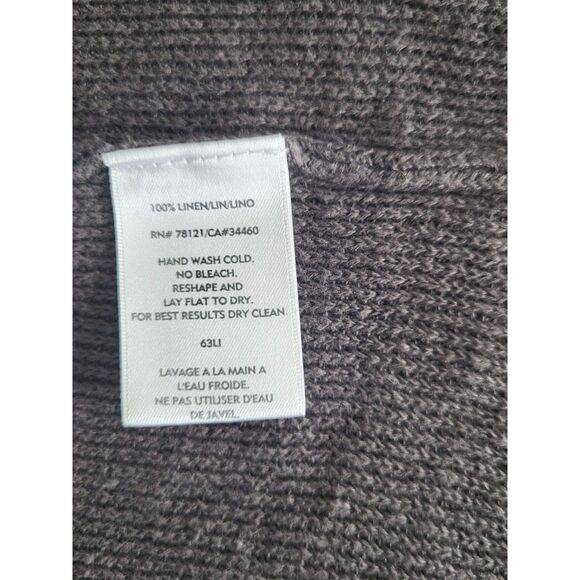 100% LINEN/LIN/LINO
RN# 78121/CA#34460
HAND WASH COLD.
NO BLEACH.
RESHAPE AND
LAY FLAT TO DRY.
FOR BEST RESULTS DRY CLEAN.
63LI
LAVAGE A LA MAIN A
L'EAU FROIDE.
NE PAS UTILISER D'EAU
DE JAVEL.